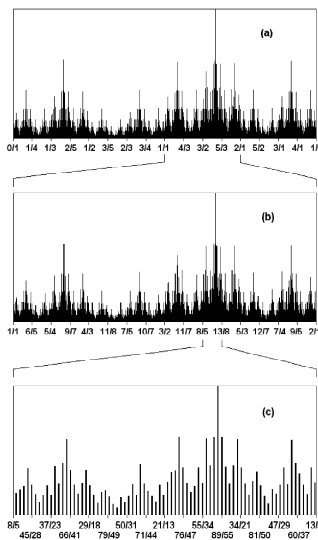 (a)
0/1 1/4 1/3 2/5 1/2 3/5 2/3 3/4 1/1 4/3 3/2 5/3 2/1 5/2 3/1 4/1 1/
(b)
1/1 6/5 5/4 9/7 4/3 11/8 7/5 10/7 3/2 11/7 8/5 13/8 5/3 12/7 7/4 9/5 2/
(c)
8/5 37/23 29/18 50/31 21/13 55/34 34/21 47/29 13/8
45/28 66/41 79/49 71/44 76/47 89/55 81/50 60/37